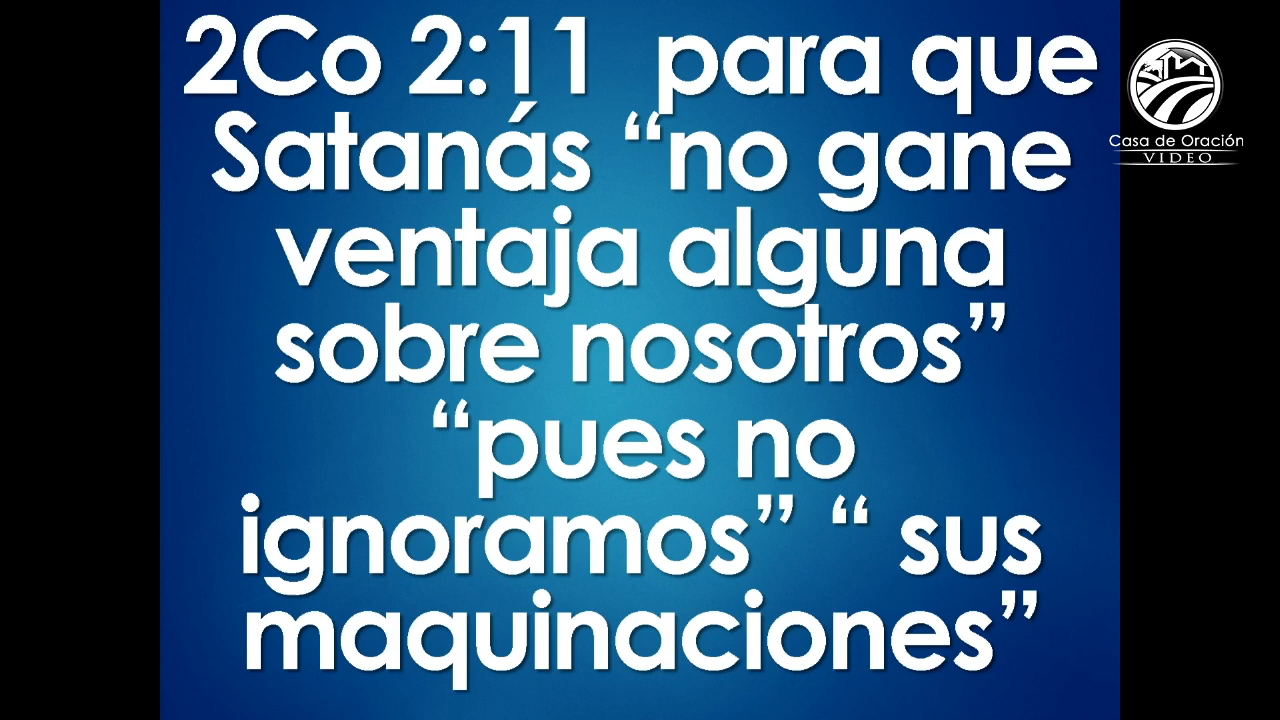 2Co 2:11  para que
Satanás “no gane
ventaja alguna
sobre nosotros”
“pues no
ignoramos” “ sus
maquinaciones”
Casa de Oración
VIDEO